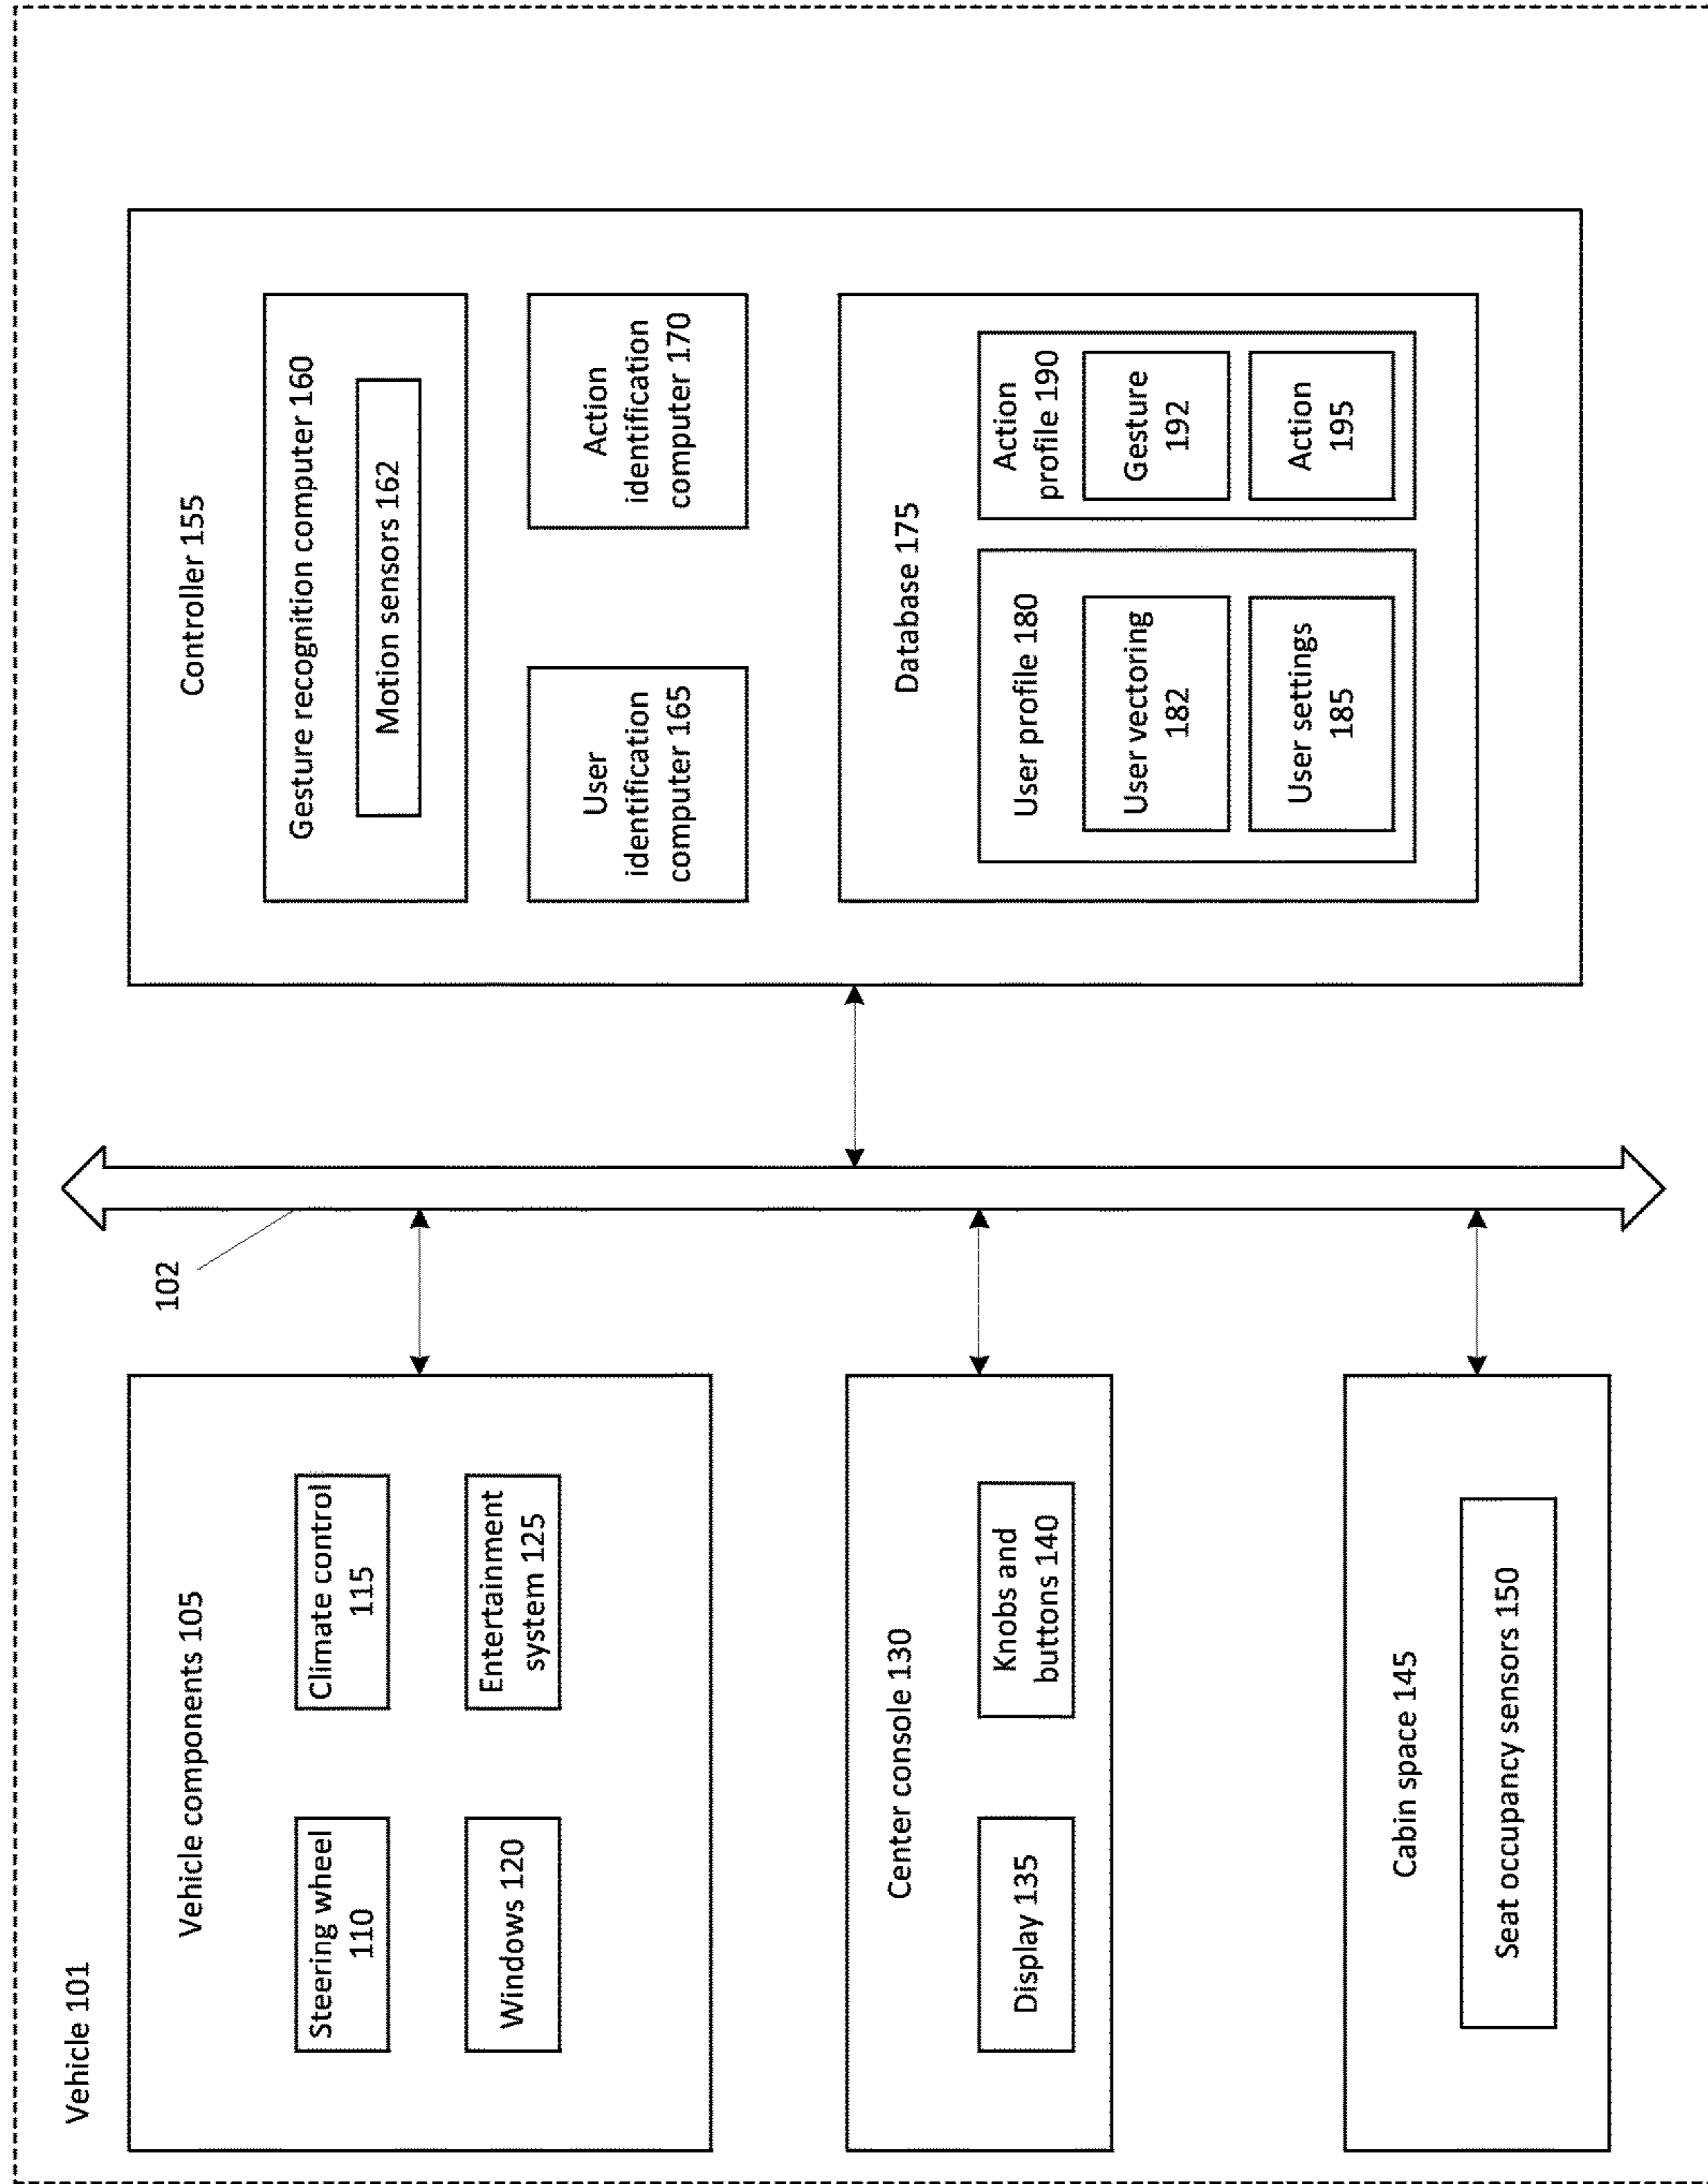 Vehicle 101
Vehicle components 105
Steering wheel
110
Climate control
115
Windows 120
Entertainment
system 125
Center console 130
Display 135
Knobs and
buttons 140
Cabin space 145
Seat occupancy sensors 150
102
Controller 155
Gesture recognition computer 160
Motion sensors 162
User
identification
computer 165
Action
identification
computer 170
Database 175
User profile 180
User vectoring
182
User settings
185
Action
profile 190
Gesture
192
Action
195